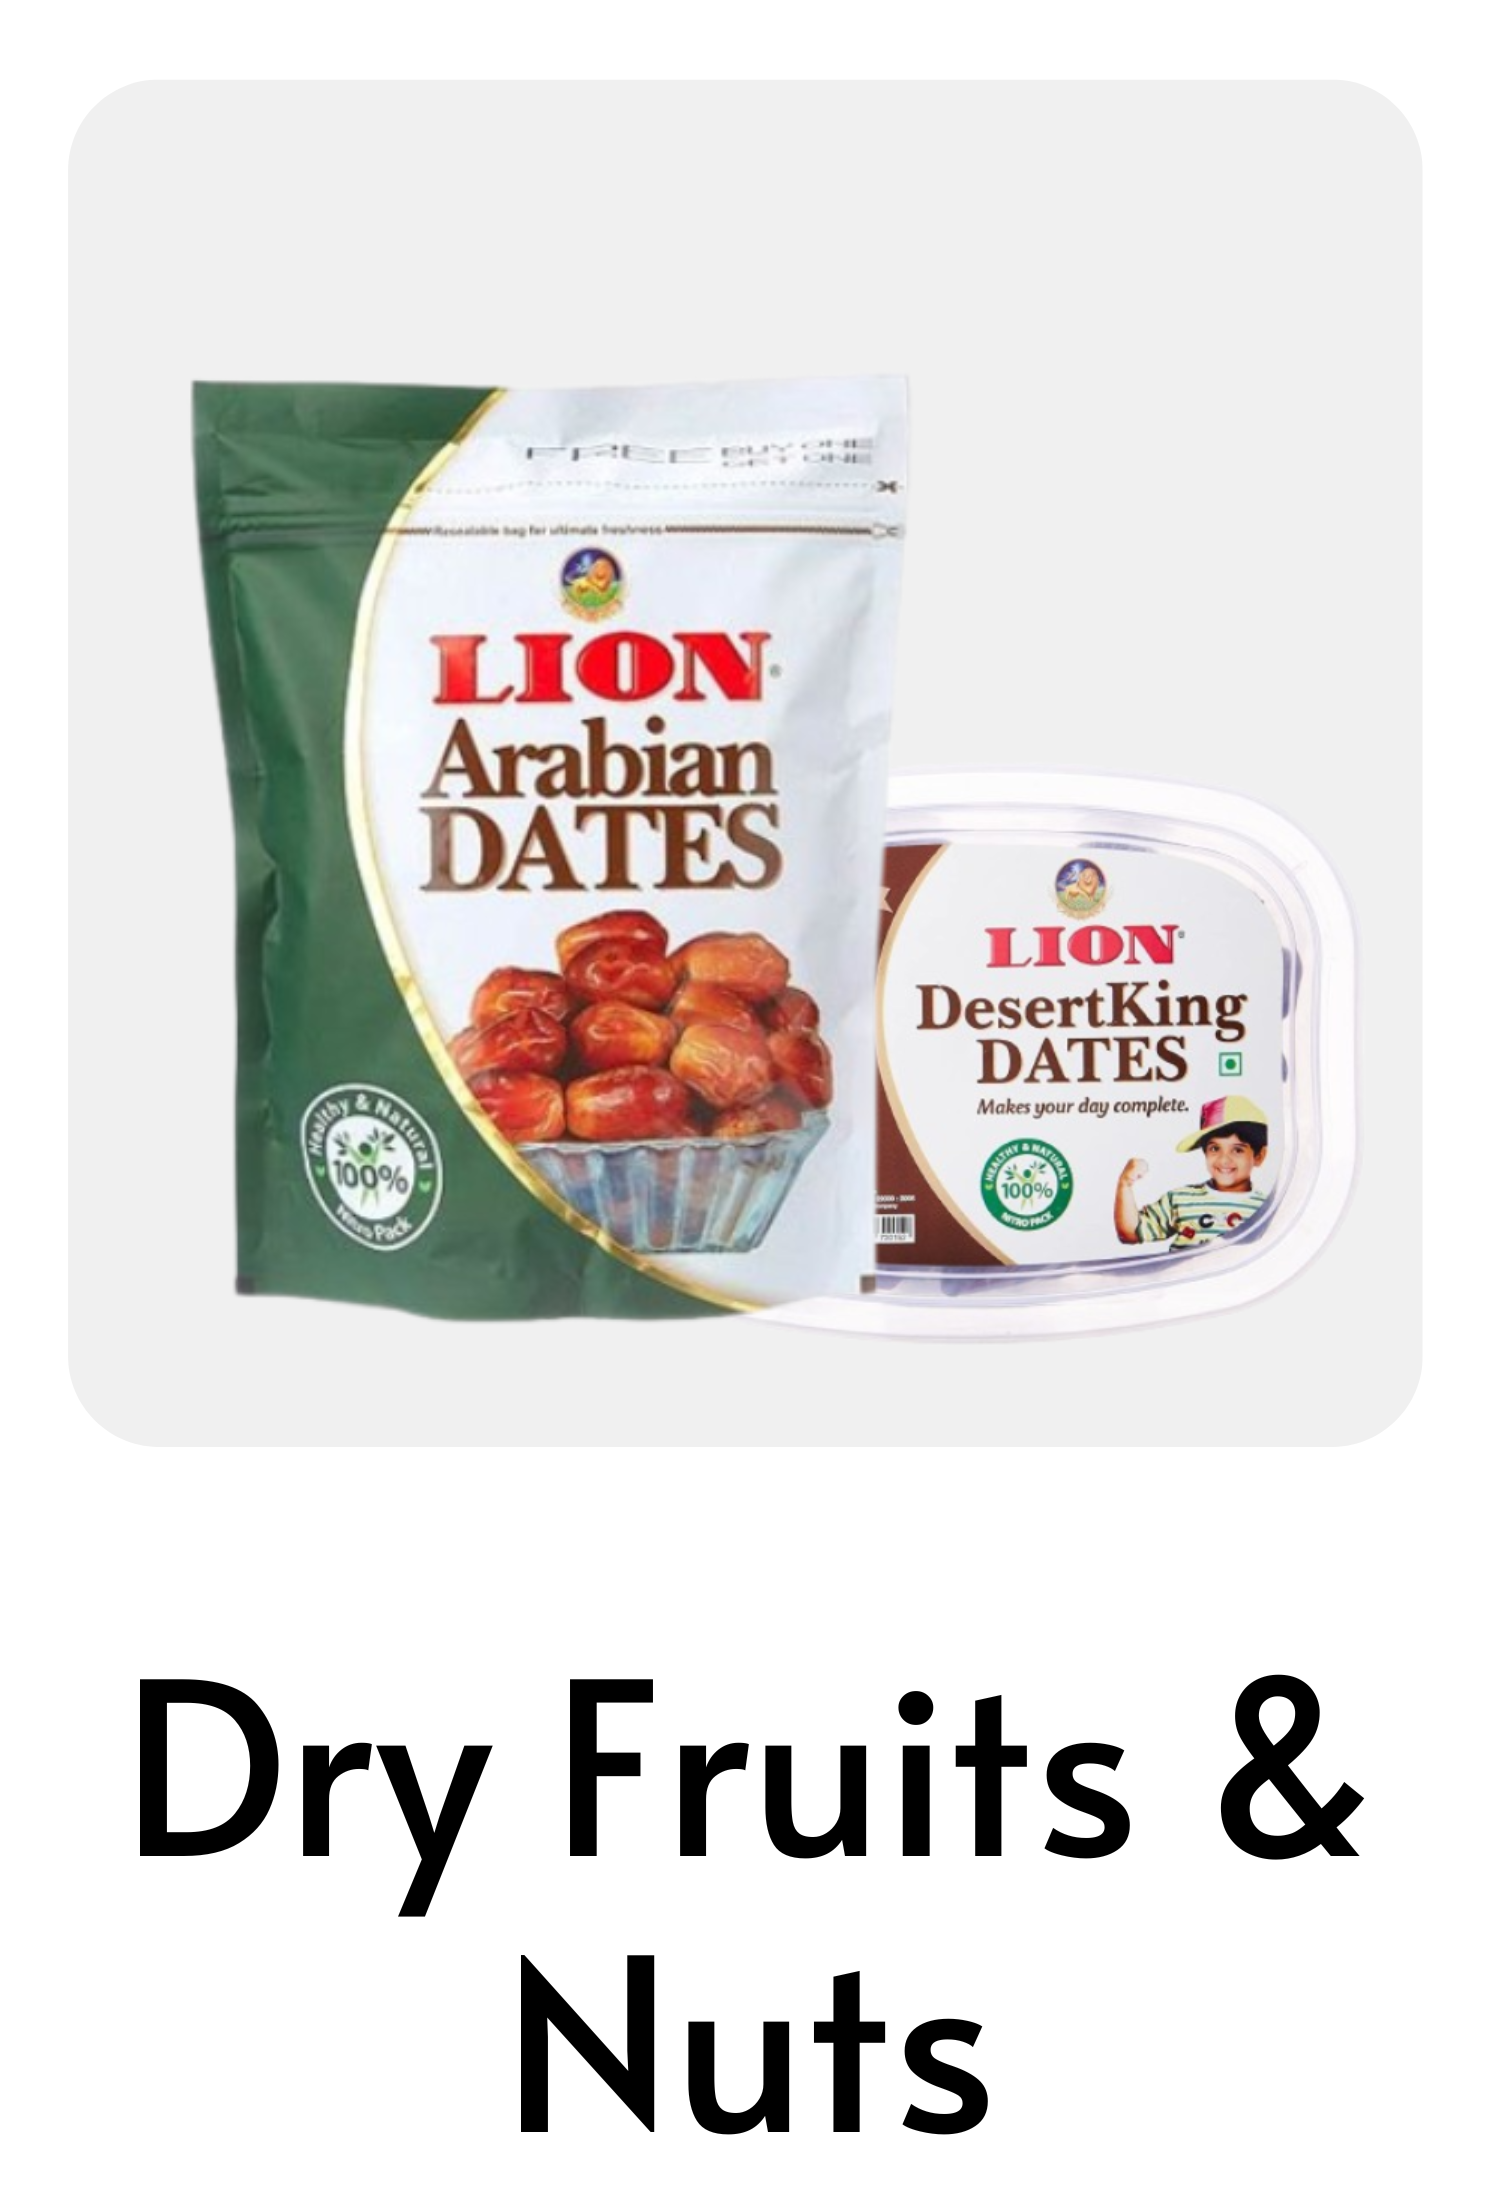 FREE BUY ONE
GET ONE
Resealable bag for ultimate freshness
LION®
Arabian
DATES
Healthy & Natural
100%
Nitro Pack
LION®
DesertKing
DATES
Makes your day complete.
HEALTHY & NATURAL
100%
NITRO PACK
Dry Fruits &
Nuts